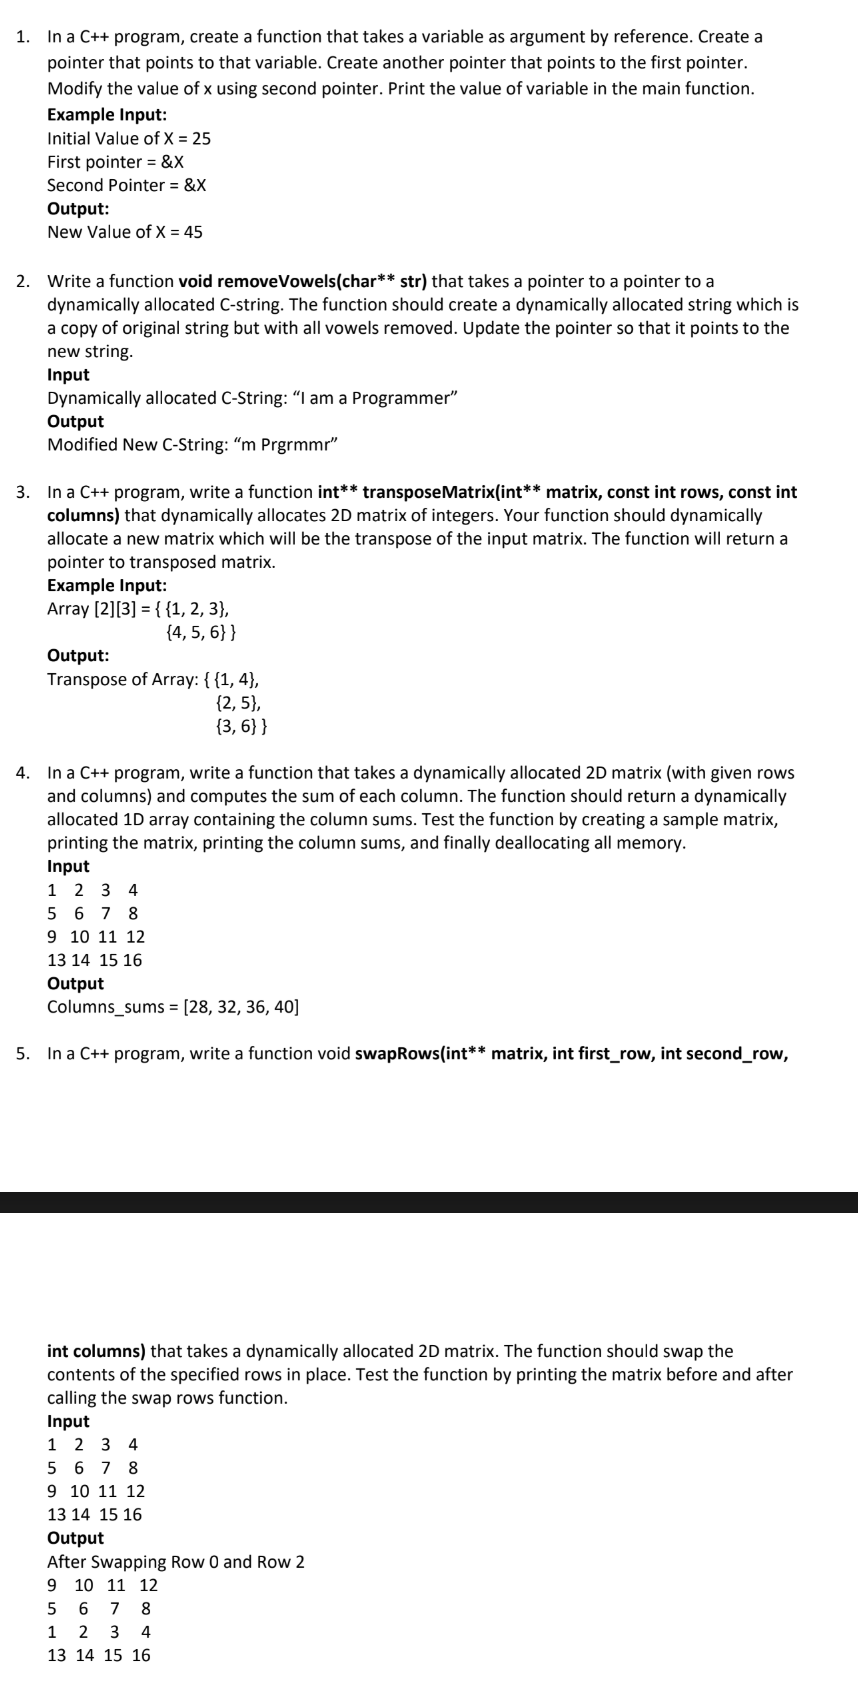 1. In a C++ program, create a function that takes a variable as argument by reference. Create a
pointer that points to that variable. Create another pointer that points to the first pointer.
Modify the value of x using second pointer. Print the value of variable in the main function.
Example Input:
Initial Value of X = 25
First pointer = &X
Second Pointer = &X
Output:
New Value of X = 45
2. Write a function void removeVowels(char** str) that takes a pointer to a pointer to a
dynamically allocated C-string. The function should create a dynamically allocated string which is
a copy of original string but with all vowels removed. Update the pointer so that it points to the
new string.
Input
Dynamically allocated C-String: “I am a Programmer”
Output
Modified New C-String: “m Prgrmmr”
3. In a C++ program, write a function int** transposeMatrix(int** matrix, const int rows, const int
columns) that dynamically allocates 2D matrix of integers. Your function should dynamically
allocate a new matrix which will be the transpose of the input matrix. The function will return a
pointer to transposed matrix.
Example Input:
Array [2][3] = { {1, 2, 3},
{4, 5, 6} }
Output:
Transpose of Array: { {1, 4},
{2, 5},
{3, 6} }
4. In a C++ program, write a function that takes a dynamically allocated 2D matrix (with given rows
and columns) and computes the sum of each column. The function should return a dynamically
allocated 1D array containing the column sums. Test the function by creating a sample matrix,
printing the matrix, printing the column sums, and finally deallocating all memory.
Input
1 2 3 4
5 6 7 8
9 10 11 12
13 14 15 16
Output
Columns_sums = [28, 32, 36, 40]
5. In a C++ program, write a function void swapRows(int** matrix, int first_row, int second_row,
int columns) that takes a dynamically allocated 2D matrix. The function should swap the
contents of the specified rows in place. Test the function by printing the matrix before and after
calling the swap rows function.
Input
1 2 3 4
5 6 7 8
9 10 11 12
13 14 15 16
Output
After Swapping Row 0 and Row 2
9 10 11 12
5 6 7 8
1 2 3 4
13 14 15 16